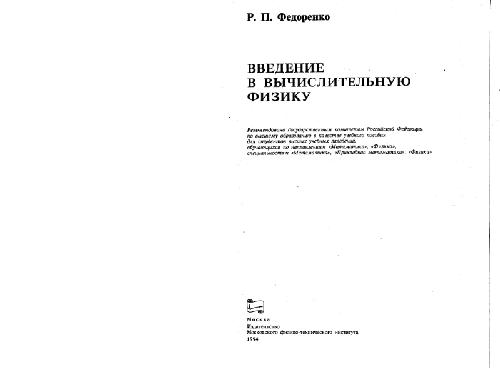 Р. П. Федоренко
ВВЕДЕНИЕ
В ВЫЧИСЛИТЕЛЬНУЮ
ФИЗИКУ
Рекомендовано Государственным комитетом Российской Федерации
по высшему образованию в качестве учебного пособия
для студентов высших учебных заведений,
обучающихся по направлениям «Математика», «Физика»,
специальностям «Математика», «Прикладная математика», «Физика»
Москва
Издательство
Московского физико-технического института
1994